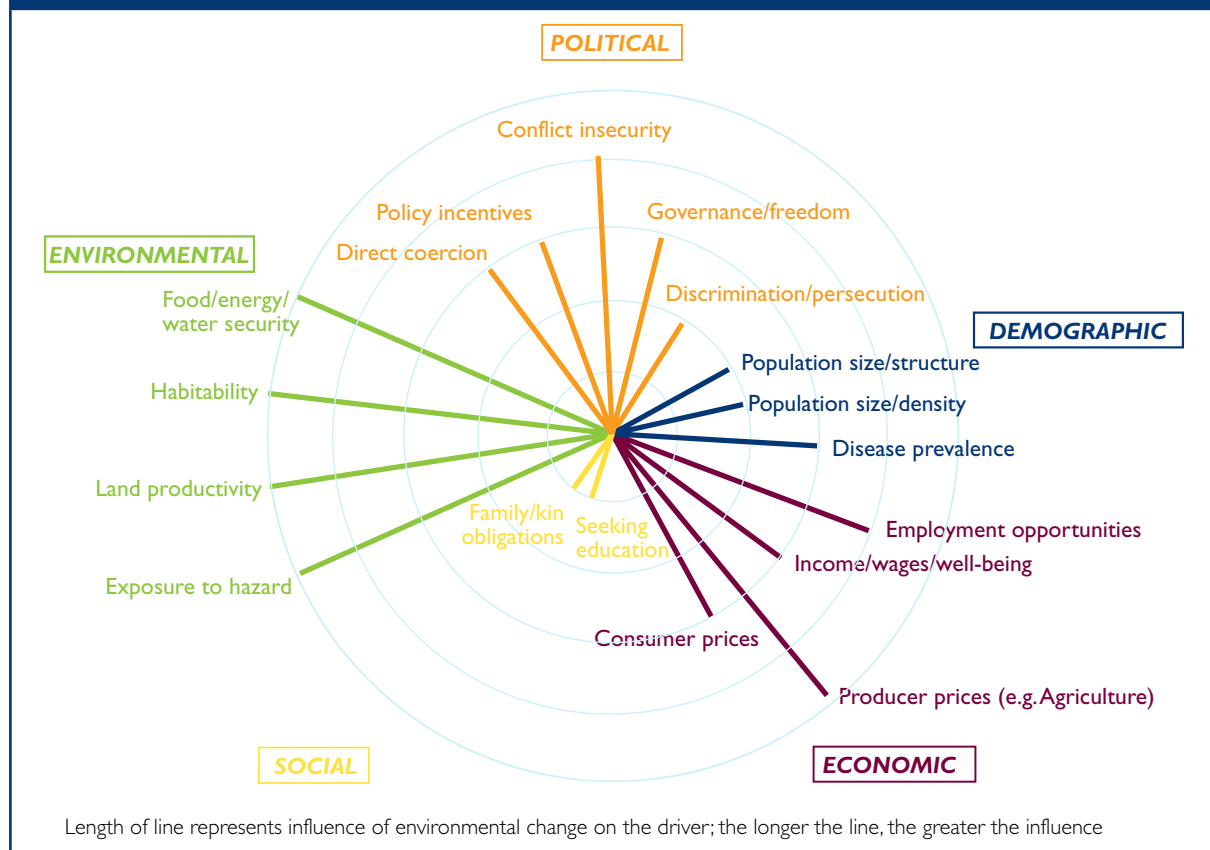 POLITICAL
Conflict insecurity
Policy incentives
Governance/freedom
Direct coercion
Discrimination/persecution
ENVIRONMENTAL
Food/energy/
water security
Habitability
Land productivity
Exposure to hazard
DEMOGRAPHIC
Population size/structure
Population size/density
Disease prevalence
Family/kin
obligations
Seeking
education
Employment opportunities
Income/wages/well-being
Consumer prices
Producer prices (e.g. Agriculture)
SOCIAL
ECONOMIC
Length of line represents influence of environmental change on the driver; the longer the line, the greater the influence